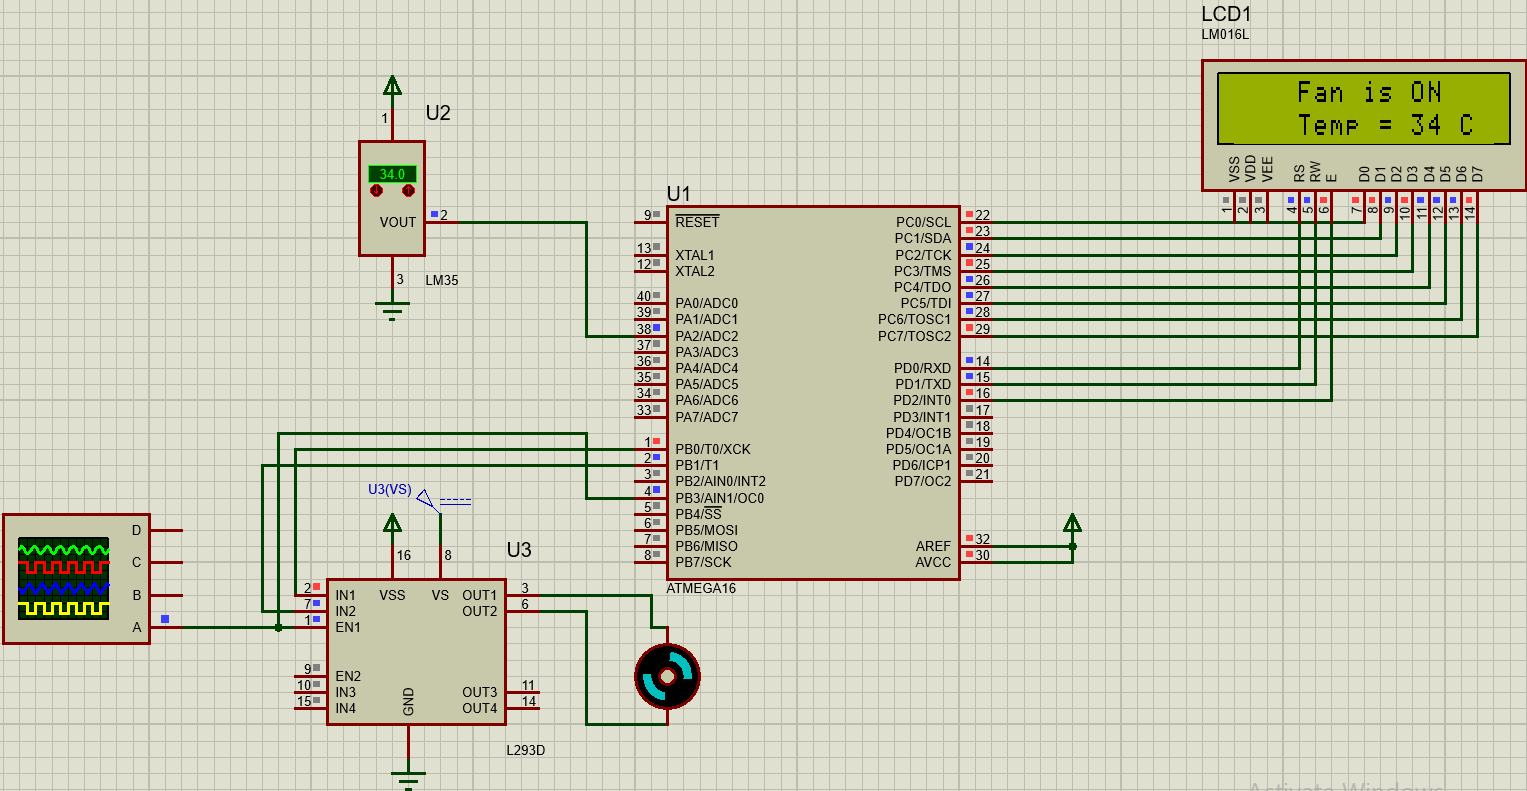 LCD1
LM016L
Fan is ON
Temp = 34 C
VSS VDD VEE RS RW E D0 D1 D2 D3 D4 D5 D6 D7
1 2 3 4 5 6 7 8 9 10 11 12 13 14
U2
1
34.0
VOUT 2
3
LM35
U1
9 RESET PC0/SCL 22
PC1/SDA 23
13 XTAL1 PC2/TCK 24
12 XTAL2 PC3/TMS 25
PC4/TDO 26
40 PA0/ADC0 PC5/TDI 27
39 PA1/ADC1 PC6/TOSC1 28
38 PA2/ADC2 PC7/TOSC2 29
37 PA3/ADC3
36 PA4/ADC4 PD0/RXD 14
35 PA5/ADC5 PD1/TXD 15
34 PA6/ADC6 PD2/INT0 16
33 PA7/ADC7 PD3/INT1 17
PD4/OC1B 18
1 PB0/T0/XCK PD5/OC1A 19
2 PB1/T1 PD6/ICP1 20
3 PB2/AIN0/INT2 PD7/OC2 21
4 PB3/AIN1/OC0
5 PB4/SS
6 PB5/MOSI
7 PB6/MISO AREF 32
8 PB7/SCK AVCC 30
ATMEGA16
U3(VS)
16 8
U3
2 IN1 VSS VS OUT1 3
7 IN2 OUT2 6
1 EN1
9 EN2
10 IN3 OUT3 11
15 IN4 OUT4 14
GND
L293D
D
C
B
A
Activate Windows